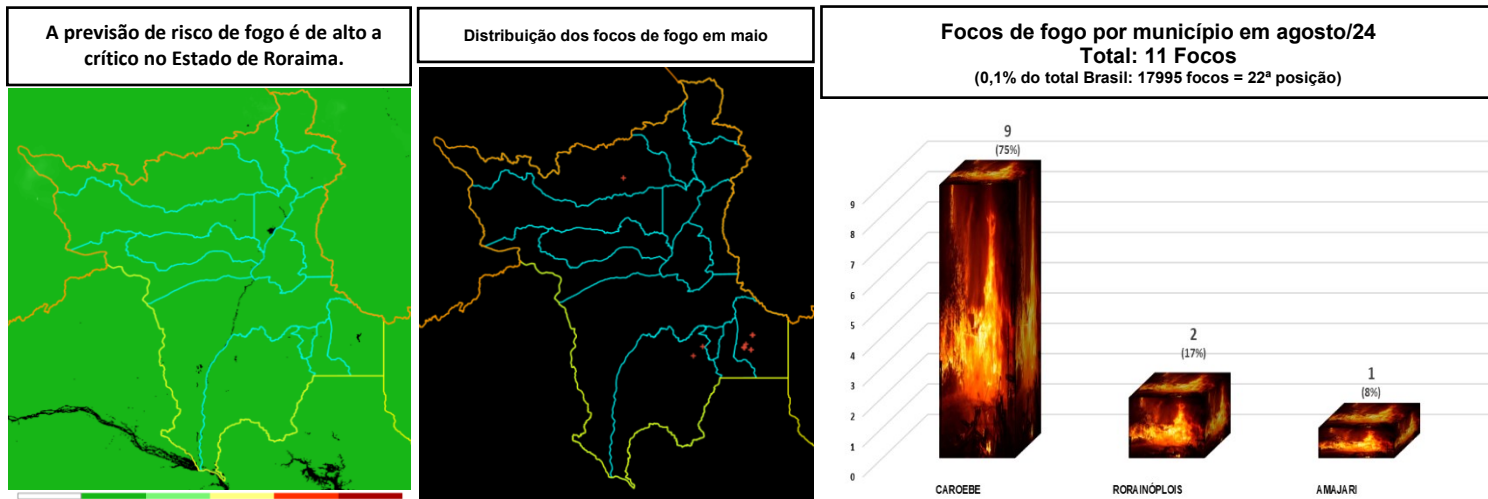 A previsão de risco de fogo é de alto a
crítico no Estado de Roraima.
Distribuição dos focos de fogo em maio
Focos de fogo por município em agosto/24
Total: 11 Focos
(0,1% do total Brasil: 17995 focos = 22ª posição)
9
(75%)
2
(17%)
1
(8%)
9
8
7
6
5
4
3
2
1
0
CAROEBE
RORAINÓPLOIS
AMAJARI